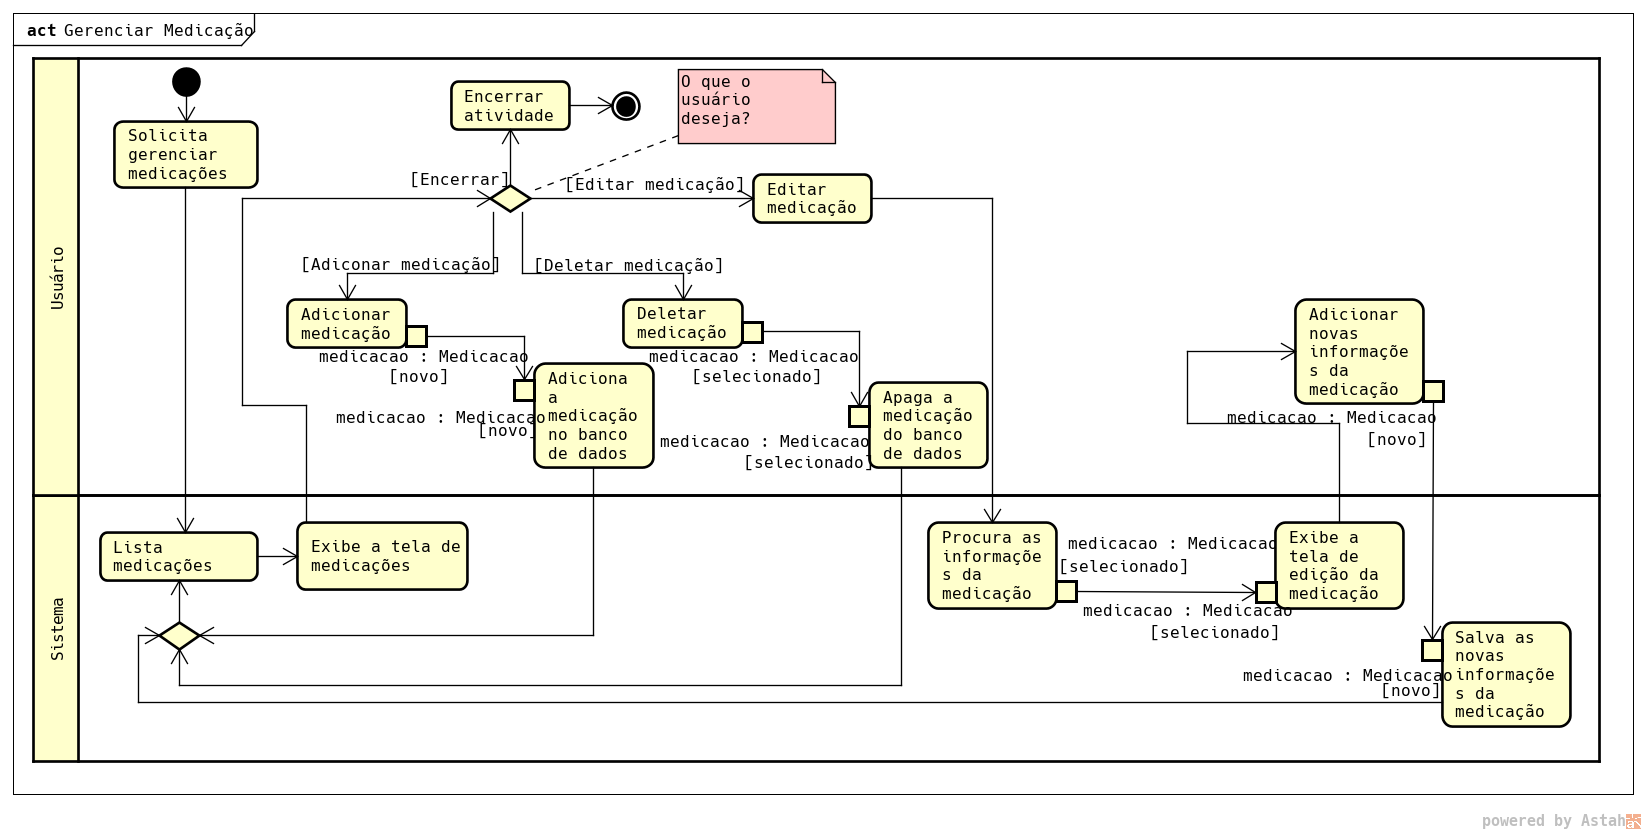 act Gerenciar Medicação
Usuário
Solicita
gerenciar
medicações
Encerrar
atividade
O que o
usuário
deseja?
[Encerrar]
[Editar medicação]
Editar
medicação
[Adiconar medicação]
[Deletar medicação]
Adicionar
medicação
medicacao : Medicacao
[novo]
Adiciona
a
medicação
no banco
de dados
medicacao : Medicacao
[novo]
Deletar
medicação
medicacao : Medicacao
[selecionado]
Apaga a
medicação
do banco
de dados
medicacao : Medicacao
[selecionado]
Adicionar
novas
informaçõe
s da
medicação
medicacao : Medicacao
[novo]
Sistema
Lista
medicações
Exibe a tela de
medicações
Procura as
informaçõe
s da
medicação
medicacao : Medicacao
[selecionado]
Exibe a
tela de
edição da
medicação
medicacao : Medicacao
[selecionado]
Salva as
novas
informaçõe
s da
medicação
medicacao : Medicacao
[novo]
powered by Astah